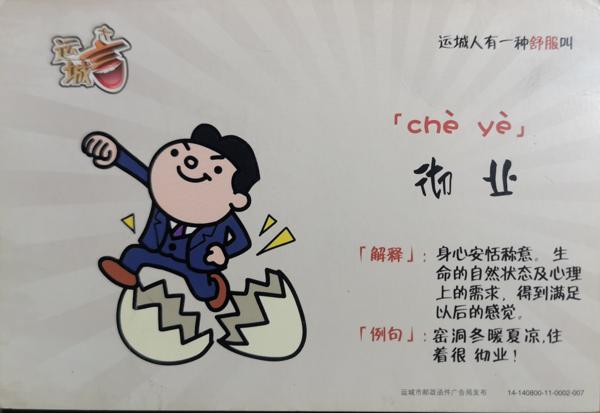 运城
运城人有一种舒服叫
「chè yè」
彻 业
「解释」：身心安恬称意。生
命的自然状态及心理
上的需求，得到满足
以后的感觉。
「例句」：窑洞冬暖夏凉,住
着很 彻业！
运城市邮政函件广告局发布 14-140800-11-0002-007